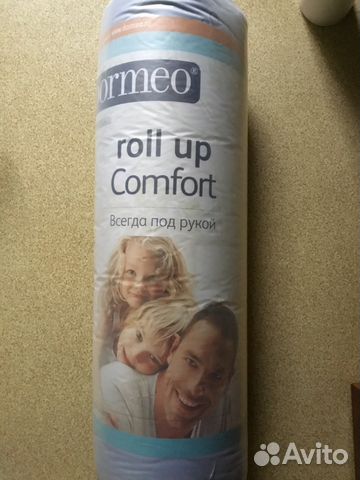 ormeo®
roll up
Comfort
Всегда под рукой
Avito